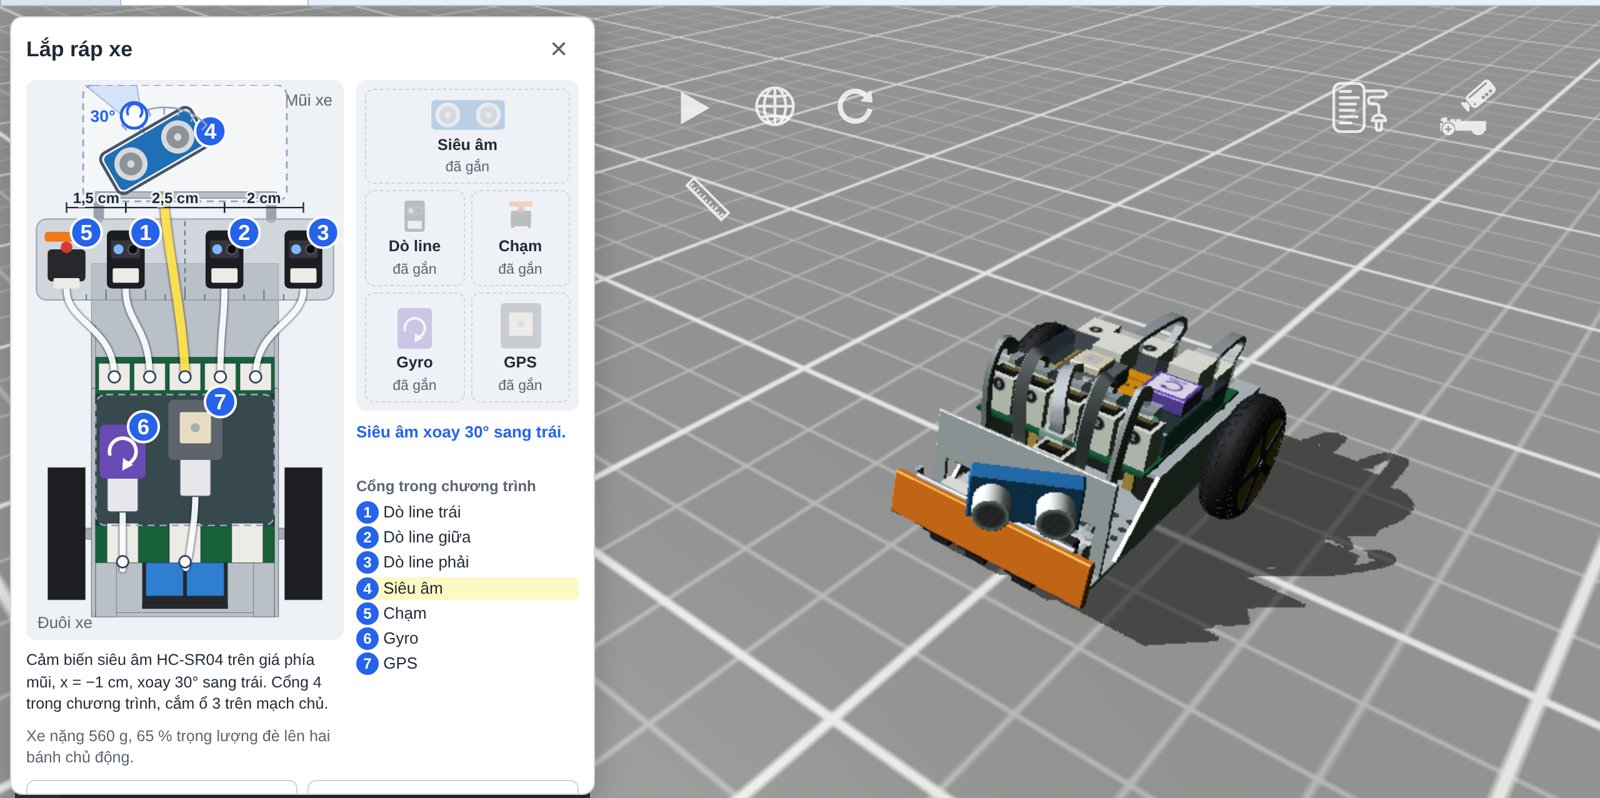 Lắp ráp xe
Mũi xe
30°
4
1,5 cm
2,5 cm
2 cm
5
1
2
3
7
6
Đuôi xe
Cảm biến siêu âm HC-SR04 trên giá phía
mũi, x = −1 cm, xoay 30° sang trái. Cổng 4
trong chương trình, cắm ổ 3 trên mạch chủ.
Xe nặng 560 g, 65 % trọng lượng đè lên hai
bánh chủ động.
Siêu âm
đã gắn
Dò line
đã gắn
Chạm
đã gắn
Gyro
đã gắn
GPS
đã gắn
Siêu âm xoay 30° sang trái.
Cổng trong chương trình
1 Dò line trái
2 Dò line giữa
3 Dò line phải
4 Siêu âm
5 Chạm
6 Gyro
7 GPS